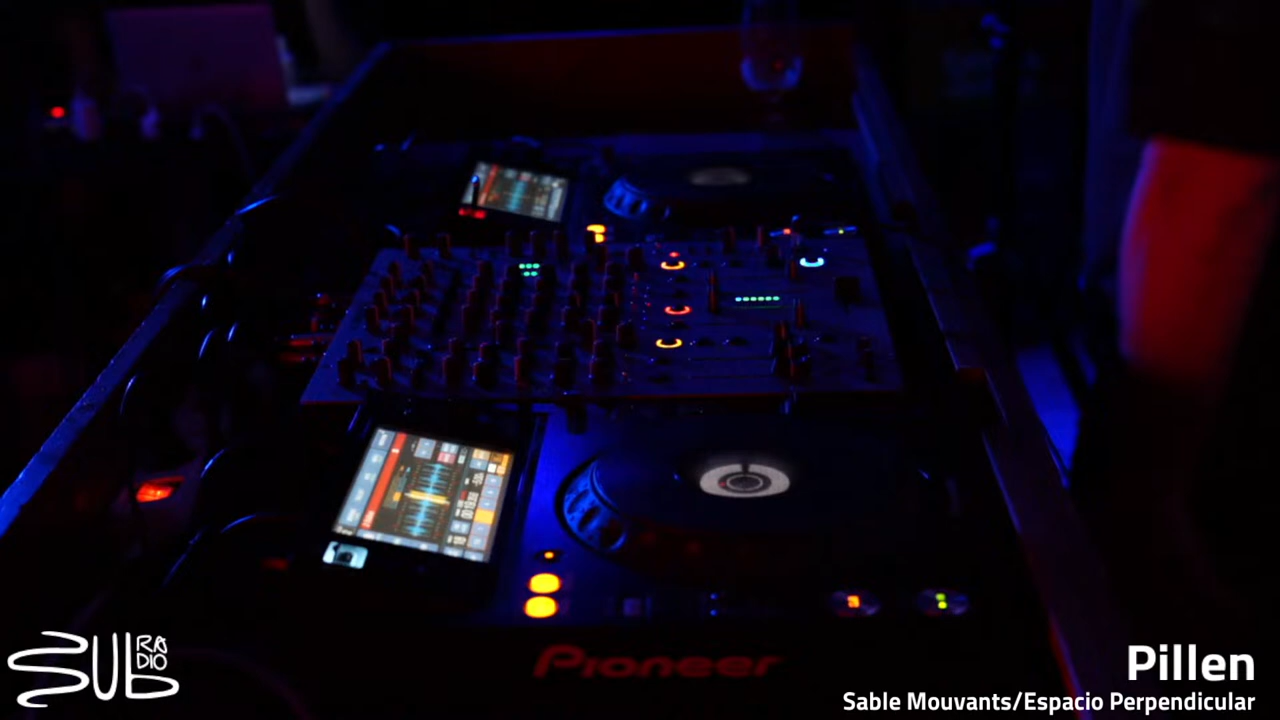 Pioneer
SUB
RADIO
Pillen
Sable Mouvants/Espacio Perpendicular